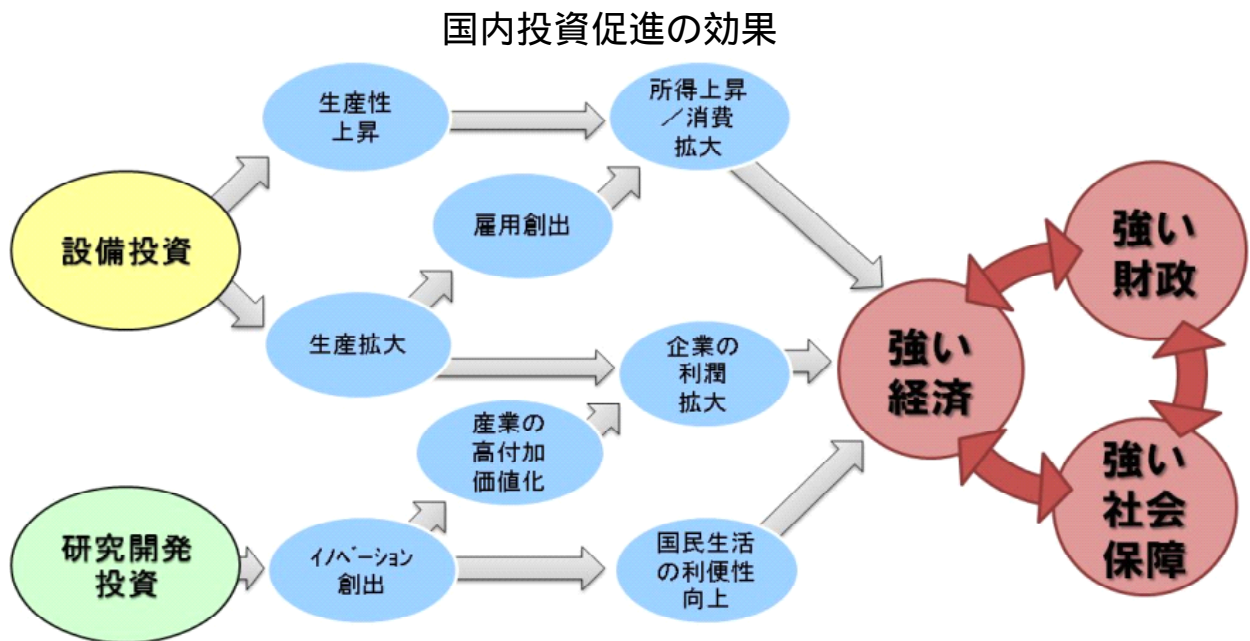 国内投資促進の効果
生産性
上昇
所得上昇
／消費
拡大
雇用創出
設備投資
生産拡大
企業の
利潤
拡大
産業の
高付加
価値化
研究開発
投資
ｲﾉﾍﾞｰｼｮﾝ
創出
国民生活
の利便性
向上
強い
経済
強い
財政
強い
社会
保障